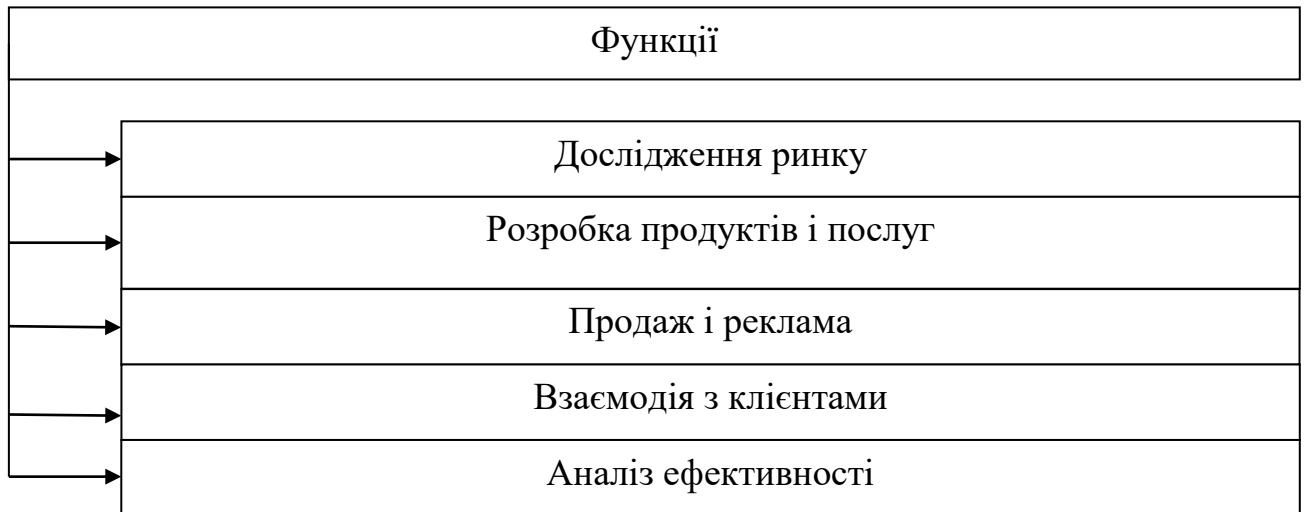 Функції
Дослідження ринку
Розробка продуктів і послуг
Продаж і реклама
Взаємодія з клієнтами
Аналіз ефективності